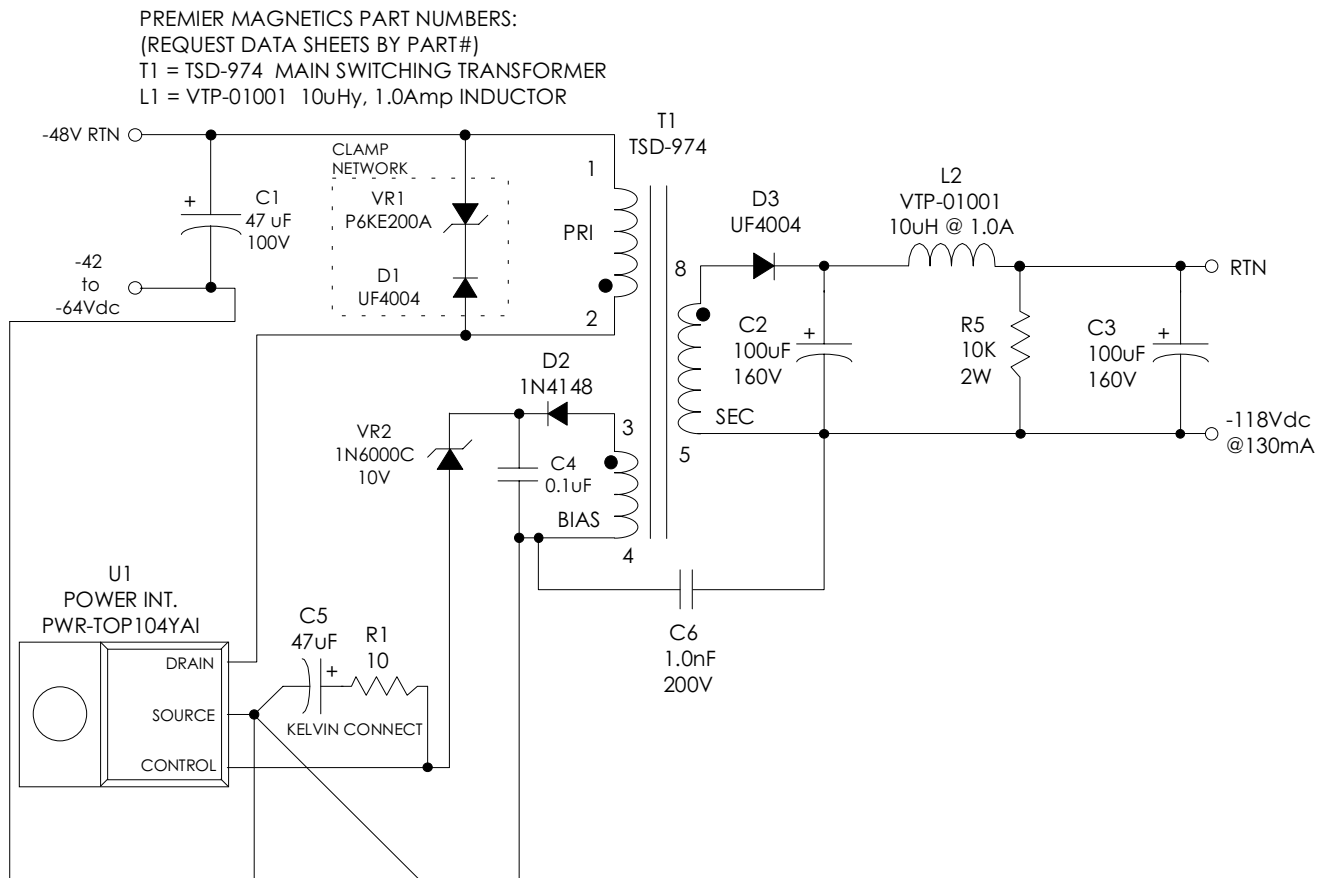 PREMIER MAGNETICS PART NUMBERS:
(REQUEST DATA SHEETS BY PART#)
T1 = TSD-974 MAIN SWITCHING TRANSFORMER
L1 = VTP-01001 10uHy, 1.0Amp INDUCTOR
-48V RTN
+
C1
47 uF
100V
-42
to
-64Vdc
CLAMP
NETWORK
VR1
P6KE200A
D1
UF4004
T1
TSD-974
1
PRI
2
D3
UF4004
L2
VTP-01001
10uH @ 1.0A
8
SEC
5
C2
100uF
160V
+
R5
10K
2W
C3
100uF
160V
+
RTN
-118Vdc
@130mA
D2
1N4148
3
BIAS
4
VR2
1N6000C
10V
C4
0.1uF
C6
1.0nF
200V
U1
POWER INT.
PWR-TOP104YAI
DRAIN
SOURCE
CONTROL
C5
47uF
+
R1
10
KELVIN CONNECT